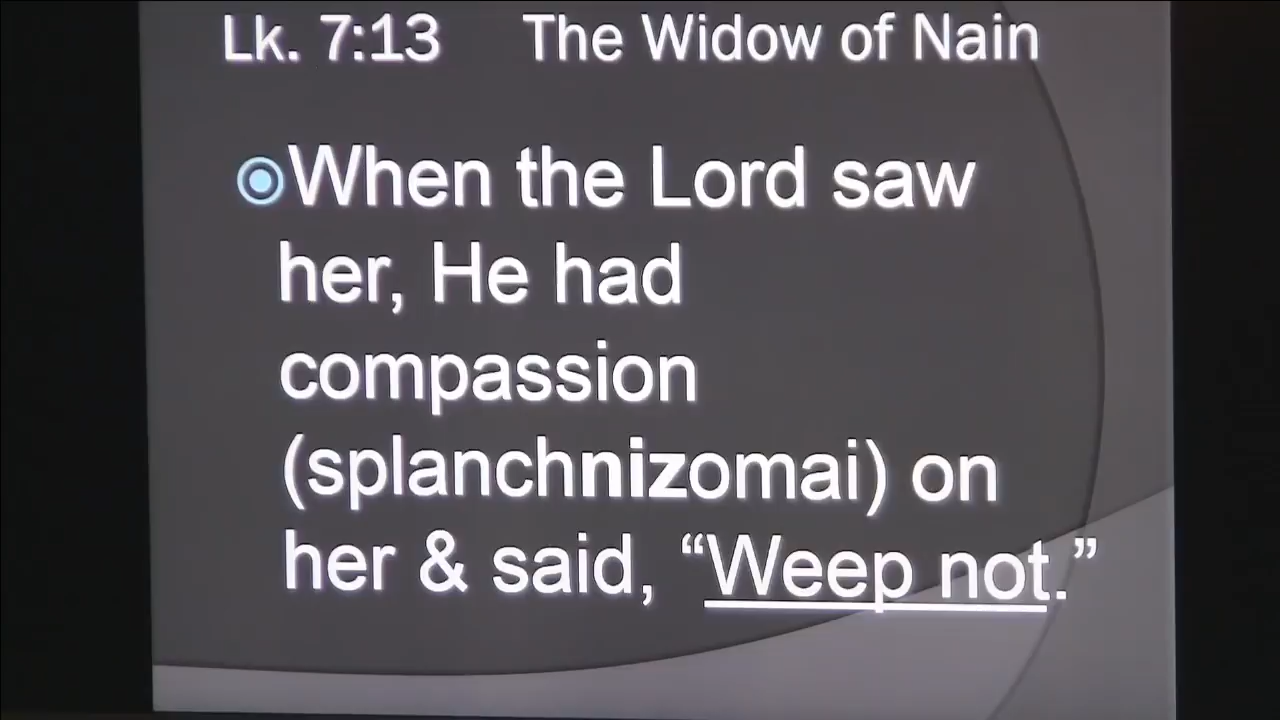 Lk. 7:13 The Widow of Nain
When the Lord saw
her, He had
compassion
(splanchnizomai) on
her & said, “Weep not.”